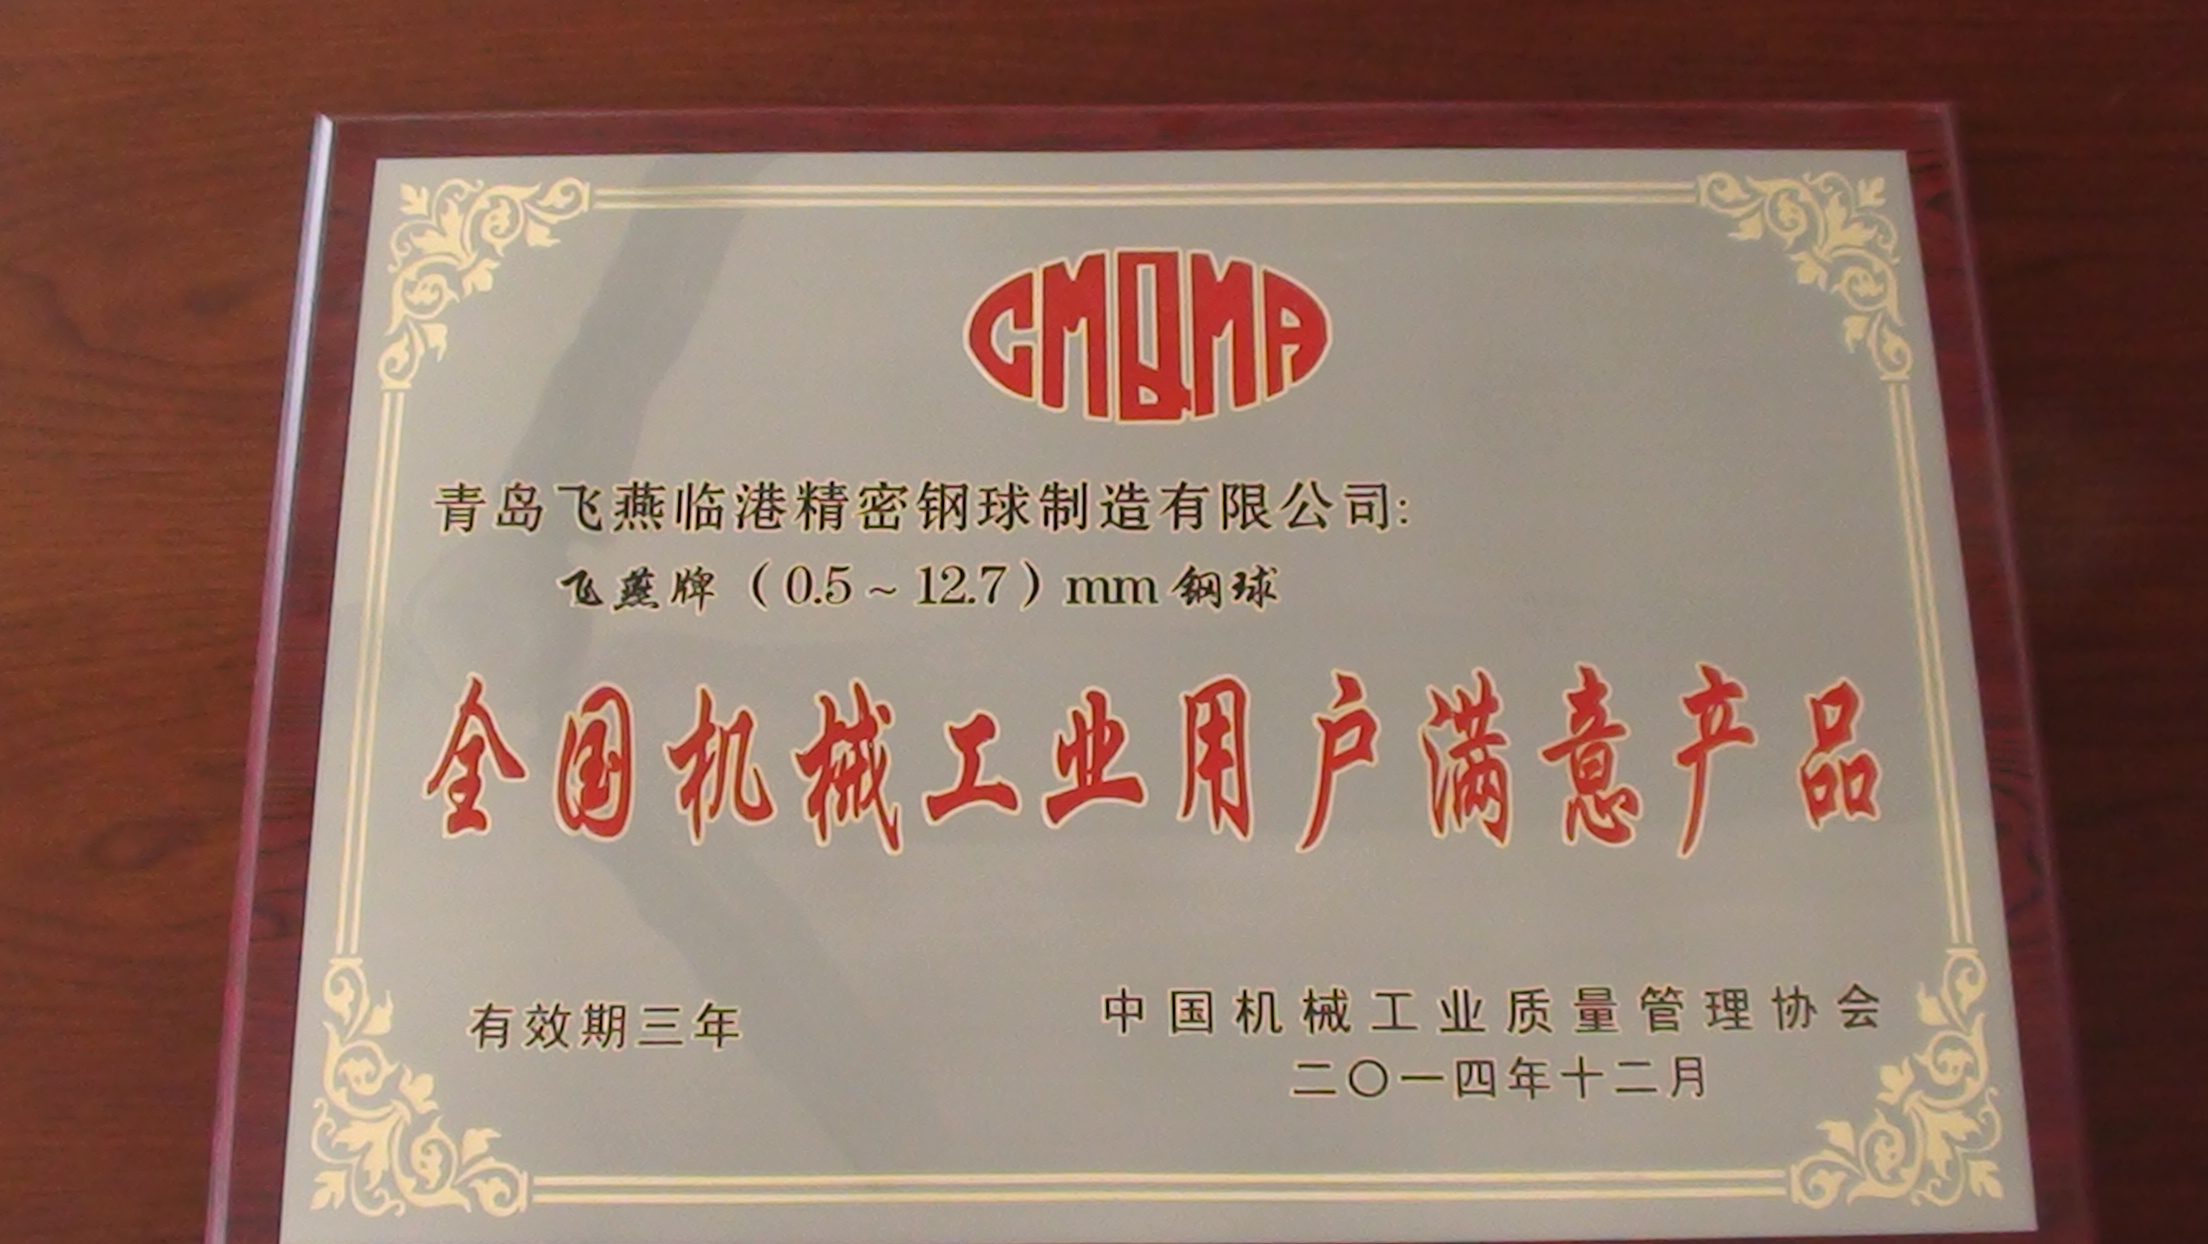 CMQMA
青岛飞燕临港精密钢球制造有限公司:
飞燕牌（0.5～12.7）mm钢球
全国机械工业用户满意产品
有效期三年
中国机械工业质量管理协会
二〇一四年十二月